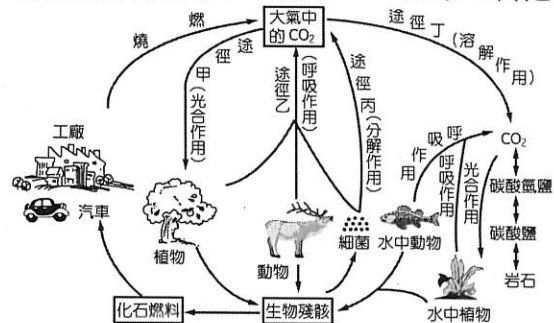 大氣中
的CO₂
燃燒
途徑甲(光合作用)
途徑乙
(呼吸作用)
途徑丙(分解作用)
途徑丁(溶解作用)
工廠
汽車
植物
動物
細菌
水中動物
呼吸作用
呼吸作用
光合作用
CO₂
碳酸氫鹽
碳酸鹽
岩石
水中植物
化石燃料
生物殘骸